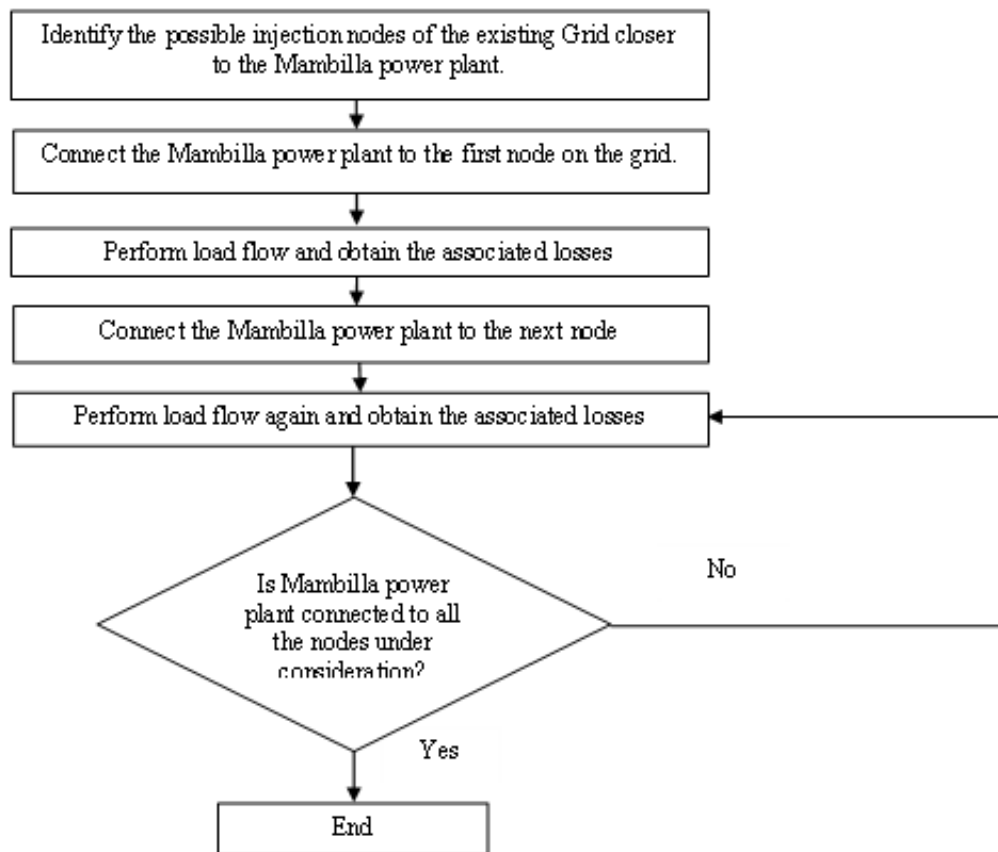 Identify the possible injection nodes of the existing Grid closer
to the Mambilla power plant.
Connect the Mambilla power plant to the first node on the grid.
Perform load flow and obtain the associated losses
Connect the Mambilla power plant to the next node
Perform load flow again and obtain the associated losses
Is Mambilla power
plant connected to all
the nodes under
consideration?
No
Yes
End